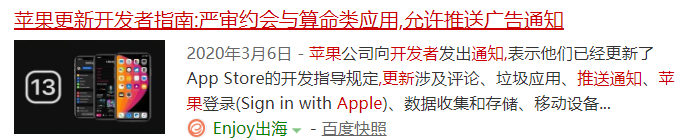 苹果更新开发者指南:严审约会与算命类应用,允许推送广告通知
13
2020年3月6日 - 苹果公司向开发者发出通知,表示他们已经更新了
App Store的开发指导规定,更新涉及评论、垃圾应用、推送通知、苹
果登录(Sign in with Apple)、数据收集和存储、移动设备...
Enjoy出海 - 百度快照